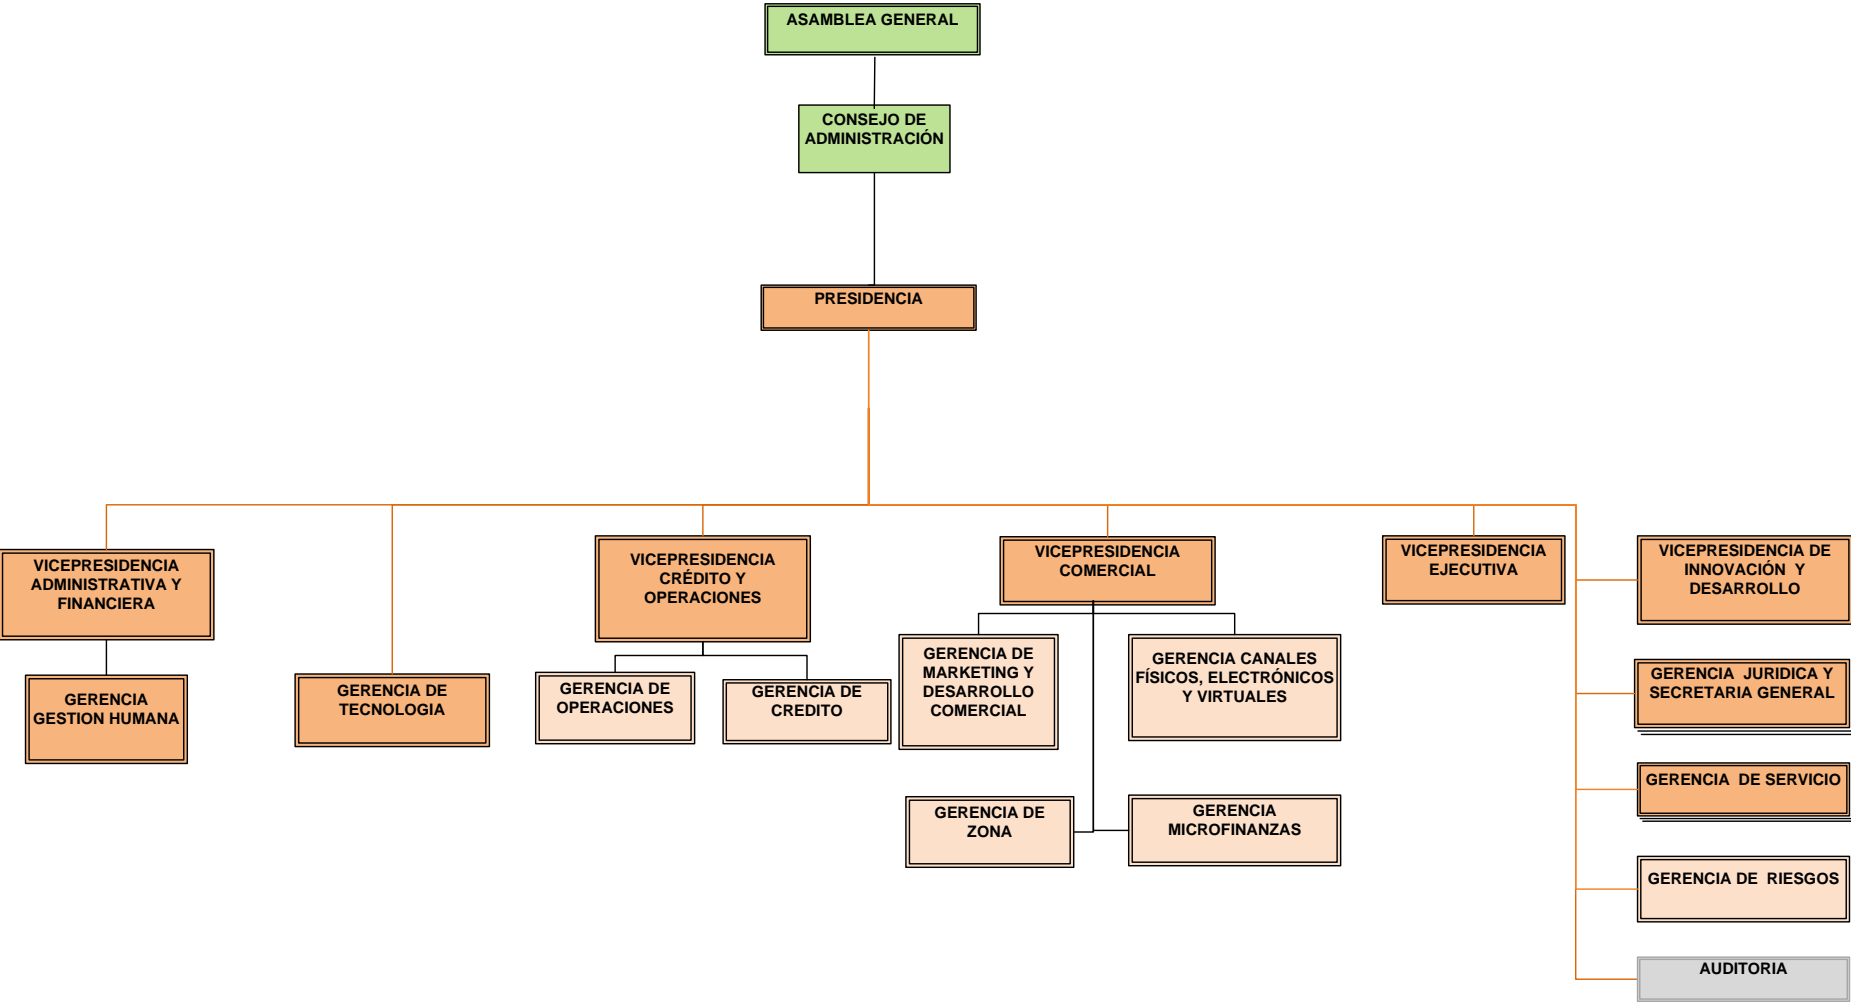 ASAMBLEA GENERAL
CONSEJO DE
ADMINISTRACIÓN
PRESIDENCIA
VICEPRESIDENCIA
ADMINISTRATIVA Y
FINANCIERA
GERENCIA
GESTION HUMANA
GERENCIA DE
TECNOLOGIA
VICEPRESIDENCIA
CRÉDITO Y
OPERACIONES
GERENCIA DE
OPERACIONES
GERENCIA DE
CREDITO
VICEPRESIDENCIA
COMERCIAL
GERENCIA DE
MARKETING Y
DESARROLLO
COMERCIAL
GERENCIA CANALES
FÍSICOS, ELECTRÓNICOS
Y VIRTUALES
GERENCIA DE
ZONA
GERENCIA
MICROFINANZAS
VICEPRESIDENCIA
EJECUTIVA
VICEPRESIDENCIA DE
INNOVACIÓN Y
DESARROLLO
GERENCIA JURIDICA Y
SECRETARIA GENERAL
GERENCIA DE SERVICIO
GERENCIA DE RIESGOS
AUDITORIA